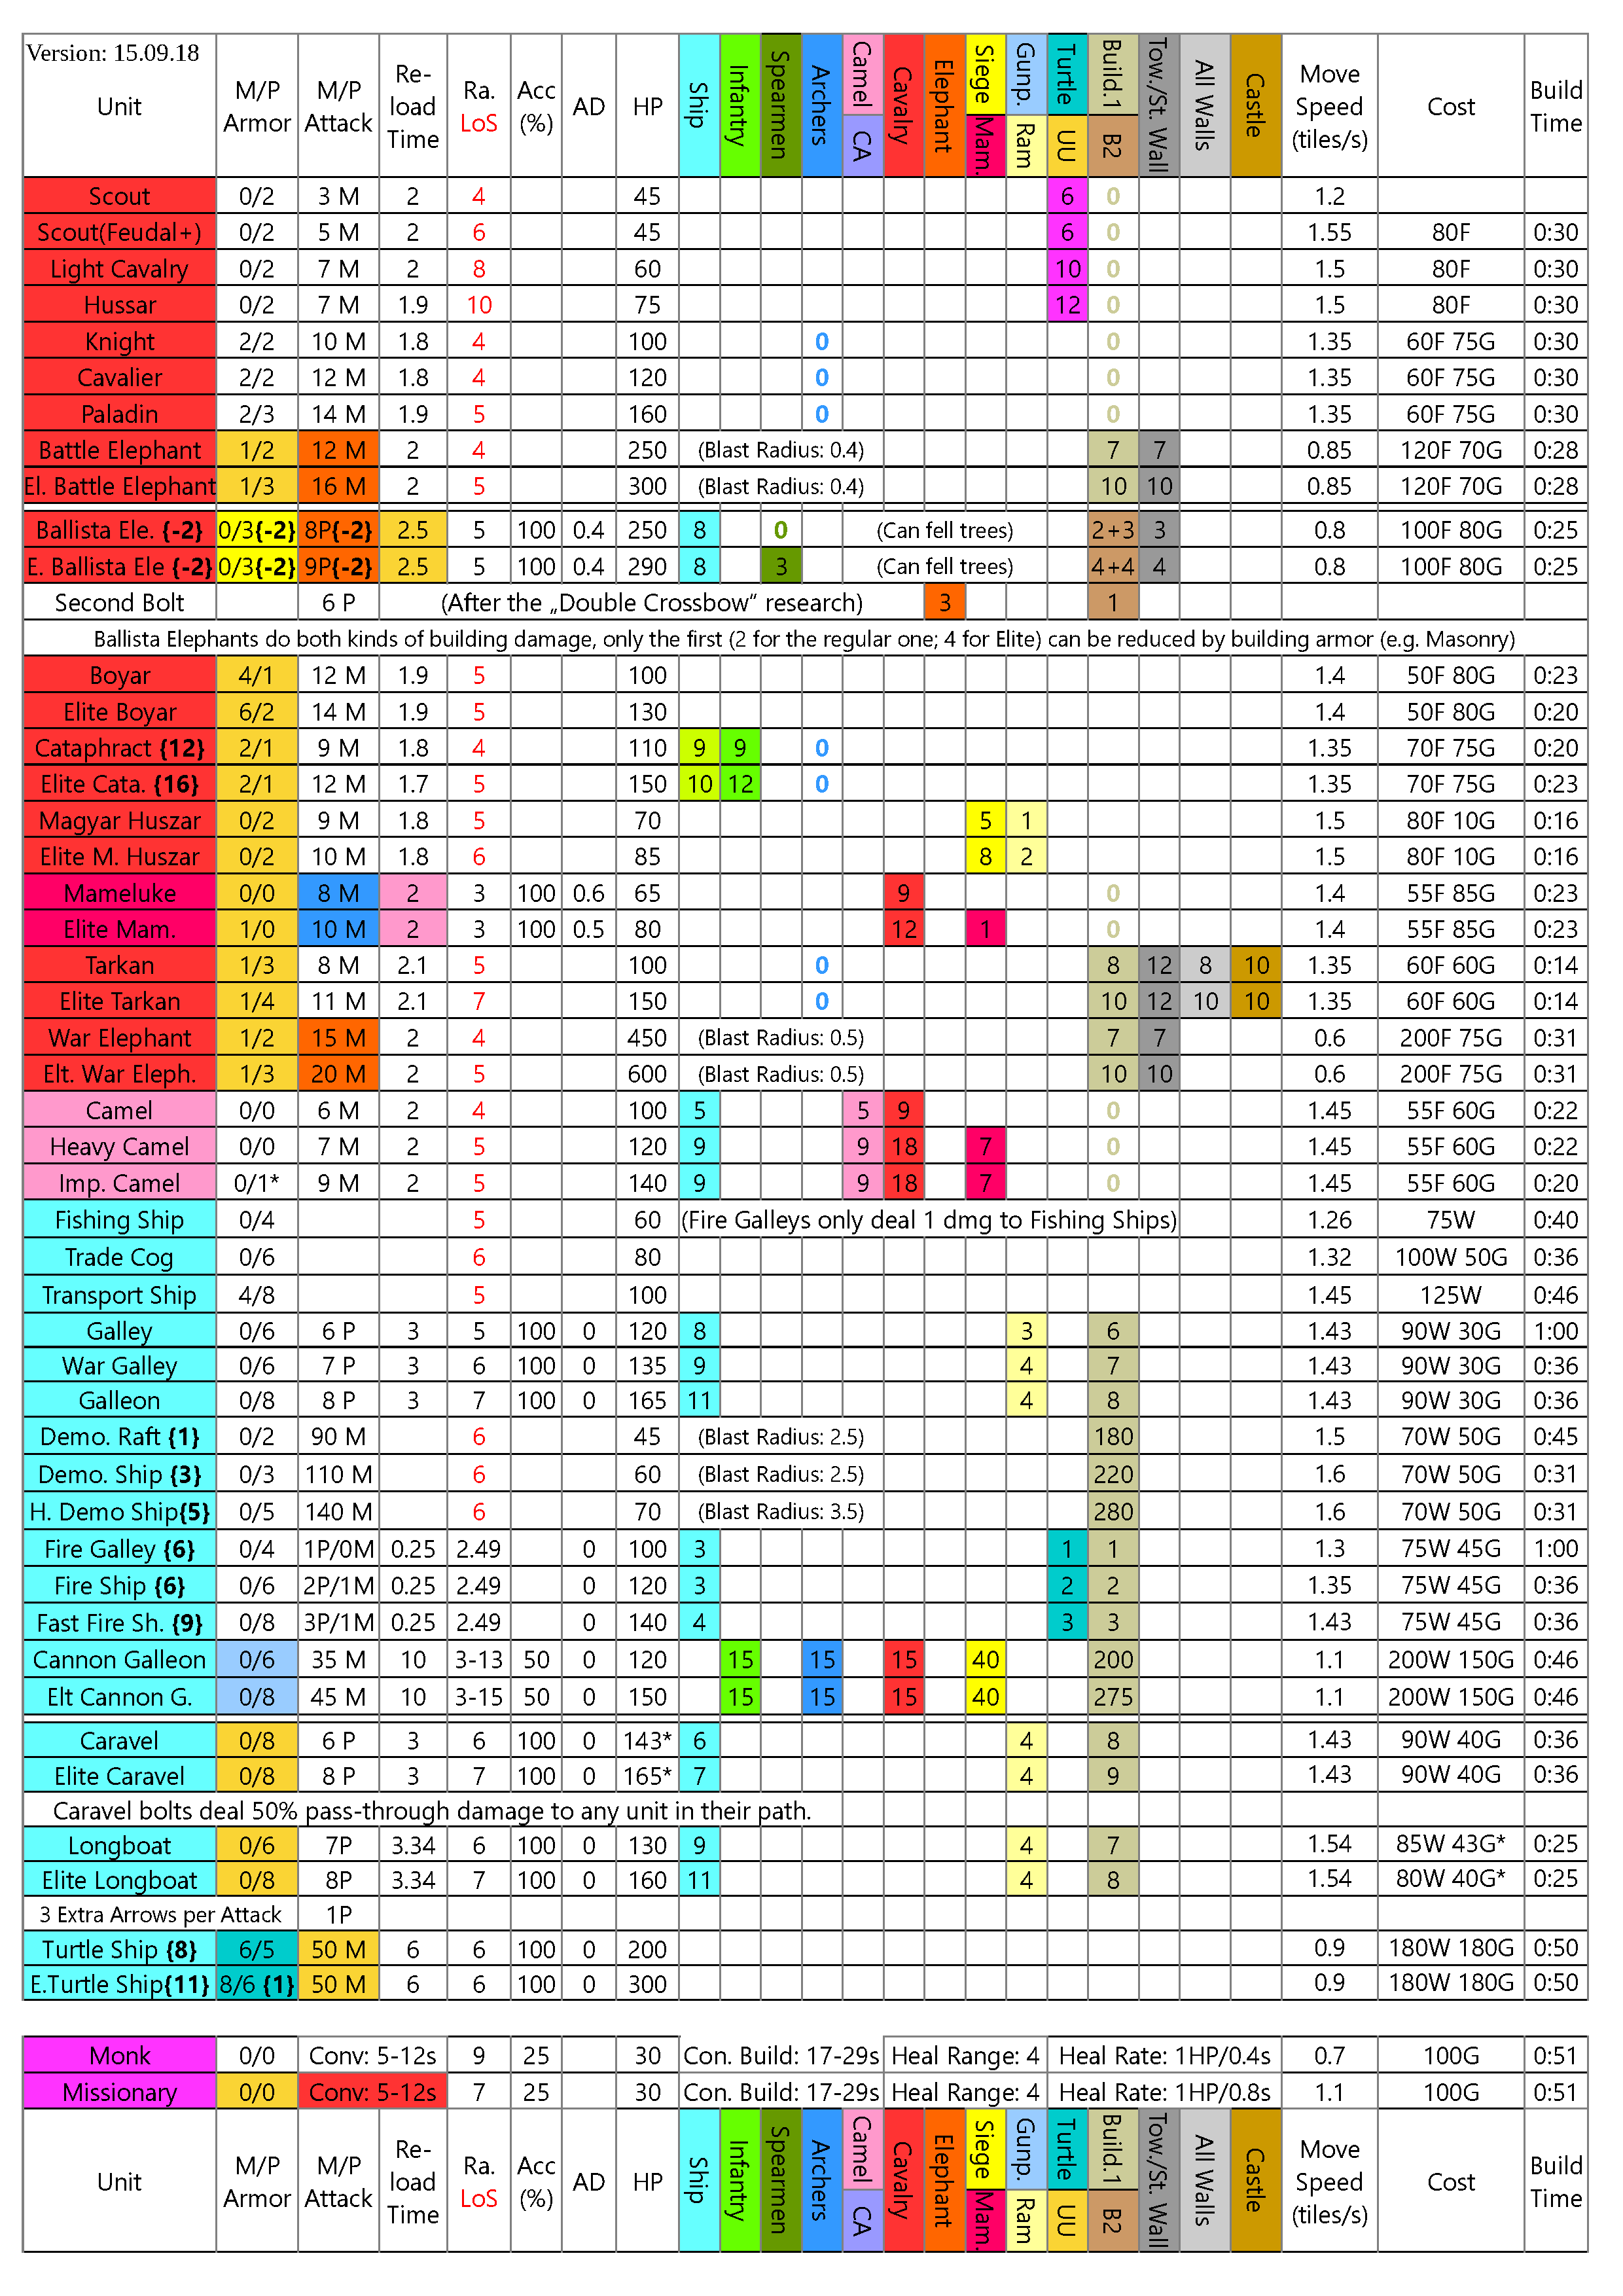 Version: 15.09.18
Unit M/P Armor M/P Attack Re-load Time Ra. LoS Acc (%) AD HP Ship Infantry Spearmen Archers Camel CA Cavalry Elephant Siege Mam. Gunp. Ram Turtle UU Build.1 B2 Tow./St. Wall All Walls Castle Move Speed (tiles/s) Cost Build Time
Scout 0/2 3 M 2 4 45 6 0 1.2
Scout(Feudal+) 0/2 5 M 2 6 45 6 0 1.55 80F 0:30
Light Cavalry 0/2 7 M 2 8 60 10 0 1.5 80F 0:30
Hussar 0/2 7 M 1.9 10 75 12 0 1.5 80F 0:30
Knight 2/2 10 M 1.8 4 100 0 0 1.35 60F 75G 0:30
Cavalier 2/2 12 M 1.8 4 120 0 0 1.35 60F 75G 0:30
Paladin 2/3 14 M 1.9 5 160 0 0 1.35 60F 75G 0:30
Battle Elephant 1/2 12 M 2 4 250 (Blast Radius: 0.4) 7 7 0.85 120F 70G 0:28
El. Battle Elephant 1/3 16 M 2 5 300 (Blast Radius: 0.4) 10 10 0.85 120F 70G 0:28
Ballista Ele. {-2} 0/3{-2} 8P{-2} 2.5 5 100 0.4 250 8 0 (Can fell trees) 2+3 3 0.8 100F 80G 0:25
E. Ballista Ele {-2} 0/3{-2} 9P{-2} 2.5 5 100 0.4 290 8 3 (Can fell trees) 4+4 4 0.8 100F 80G 0:25
Second Bolt 6 P (After the „Double Crossbow“ research) 3 1
Ballista Elephants do both kinds of building damage, only the first (2 for the regular one; 4 for Elite) can be reduced by building armor (e.g. Masonry)
Boyar 4/1 12 M 1.9 5 100 1.4 50F 80G 0:23
Elite Boyar 6/2 14 M 1.9 5 130 1.4 50F 80G 0:20
Cataphract {12} 2/1 9 M 1.8 4 110 9 9 0 1.35 70F 75G 0:20
Elite Cata. {16} 2/1 12 M 1.7 5 150 10 12 0 1.35 70F 75G 0:23
Magyar Huszar 0/2 9 M 1.8 5 70 5 1 1.5 80F 10G 0:16
Elite M. Huszar 0/2 10 M 1.8 6 85 8 2 1.5 80F 10G 0:16
Mameluke 0/0 8 M 2 3 100 0.6 65 9 0 1.4 55F 85G 0:23
Elite Mam. 1/0 10 M 2 3 100 0.5 80 12 1 0 1.4 55F 85G 0:23
Tarkan 1/3 8 M 2.1 5 100 0 8 12 8 10 1.35 60F 60G 0:14
Elite Tarkan 1/4 11 M 2.1 7 150 0 10 12 10 10 1.35 60F 60G 0:14
War Elephant 1/2 15 M 2 4 450 (Blast Radius: 0.5) 7 7 0.6 200F 75G 0:31
Elt. War Eleph. 1/3 20 M 2 5 600 (Blast Radius: 0.5) 10 10 0.6 200F 75G 0:31
Camel 0/0 6 M 2 4 100 5 5 9 0 1.45 55F 60G 0:22
Heavy Camel 0/0 7 M 2 5 120 9 9 18 7 0 1.45 55F 60G 0:22
Imp. Camel 0/1* 9 M 2 5 140 9 9 18 7 0 1.45 55F 60G 0:20
Fishing Ship 0/4 5 60 (Fire Galleys only deal 1 dmg to Fishing Ships) 1.26 75W 0:40
Trade Cog 0/6 6 80 1.32 100W 50G 0:36
Transport Ship 4/8 5 100 1.45 125W 0:46
Galley 0/6 6 P 3 5 100 0 120 8 3 6 1.43 90W 30G 1:00
War Galley 0/6 7 P 3 6 100 0 135 9 4 7 1.43 90W 30G 0:36
Galleon 0/8 8 P 3 7 100 0 165 11 4 8 1.43 90W 30G 0:36
Demo. Raft {1} 0/2 90 M 6 45 (Blast Radius: 2.5) 180 1.5 70W 50G 0:45
Demo. Ship {3} 0/3 110 M 6 60 (Blast Radius: 2.5) 220 1.6 70W 50G 0:31
H. Demo Ship{5} 0/5 140 M 6 70 (Blast Radius: 3.5) 280 1.6 70W 50G 0:31
Fire Galley {6} 0/4 1P/0M 0.25 2.49 0 100 3 1 1 1.3 75W 45G 1:00
Fire Ship {6} 0/6 2P/1M 0.25 2.49 0 120 3 2 2 1.35 75W 45G 0:36
Fast Fire Sh. {9} 0/8 3P/1M 0.25 2.49 0 140 4 3 3 1.43 75W 45G 0:36
Cannon Galleon 0/6 35 M 10 3-13 50 0 120 15 15 15 40 200 1.1 200W 150G 0:46
Elt Cannon G. 0/8 45 M 10 3-15 50 0 150 15 15 15 40 275 1.1 200W 150G 0:46
Caravel 0/8 6 P 3 6 100 0 143* 6 4 8 1.43 90W 40G 0:36
Elite Caravel 0/8 8 P 3 7 100 0 165* 7 4 9 1.43 90W 40G 0:36
Caravel bolts deal 50% pass-through damage to any unit in their path.
Longboat 0/6 7P 3.34 6 100 0 130 9 4 7 1.54 85W 43G* 0:25
Elite Longboat 0/8 8P 3.34 7 100 0 160 11 4 8 1.54 80W 40G* 0:25
3 Extra Arrows per Attack 1P
Turtle Ship {8} 6/5 50 M 6 6 100 0 200 0.9 180W 180G 0:50
E.Turtle Ship{11} 8/6 {1} 50 M 6 6 100 0 300 0.9 180W 180G 0:50
Monk 0/0 Conv: 5-12s 9 25 30 Con. Build: 17-29s Heal Range: 4 Heal Rate: 1HP/0.4s 0.7 100G 0:51
Missionary 0/0 Conv: 5-12s 7 25 30 Con. Build: 17-29s Heal Range: 4 Heal Rate: 1HP/0.8s 1.1 100G 0:51
Unit M/P Armor M/P Attack Re-load Time Ra. LoS Acc (%) AD HP Ship Infantry Spearmen Archers Camel CA Cavalry Elephant Siege Mam. Gunp. Ram Turtle UU Build.1 B2 Tow./St. Wall All Walls Castle Move Speed (tiles/s) Cost Build Time